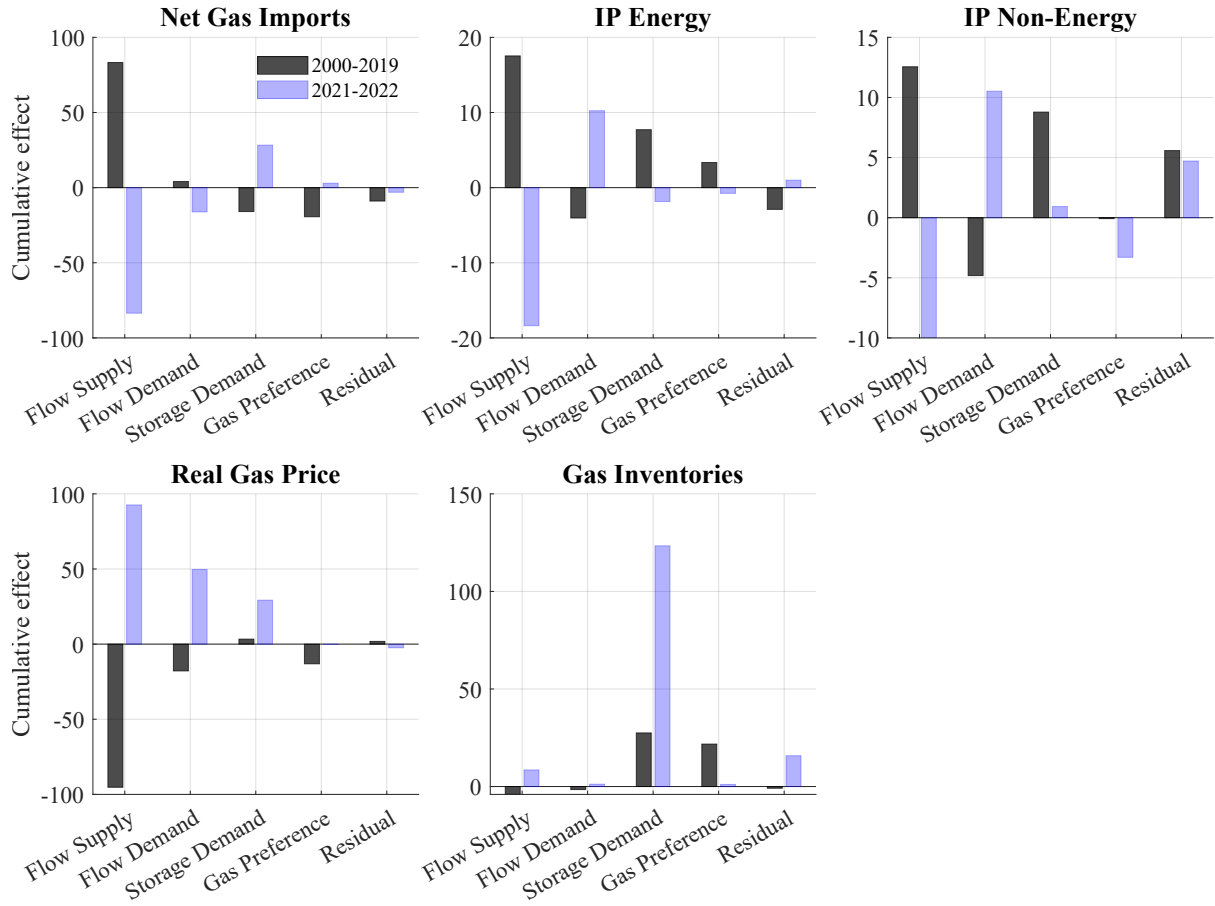 Net Gas Imports
Cumulative effect
100
50
0
-50
-100
2000-2019
2021-2022
Flow Supply
Flow Demand
Storage Demand
Gas Preference
Residual
IP Energy
20
10
0
-10
-20
Flow Supply
Flow Demand
Storage Demand
Gas Preference
Residual
IP Non-Energy
15
10
5
0
-5
-10
Flow Supply
Flow Demand
Storage Demand
Gas Preference
Residual
Real Gas Price
Cumulative effect
100
50
0
-50
-100
Flow Supply
Flow Demand
Storage Demand
Gas Preference
Residual
Gas Inventories
150
100
50
0
Flow Supply
Flow Demand
Storage Demand
Gas Preference
Residual